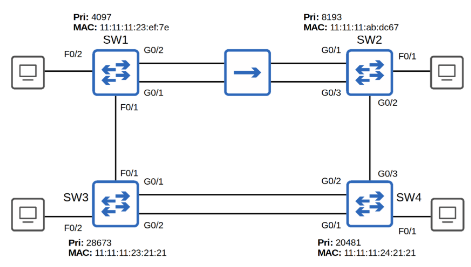 Pri: 4097
MAC: 11:11:11:23:ef:7e
SW1
Pri: 8193
MAC: 11:11:11:ab:dc67
SW2
F0/2
G0/2
G0/1
F0/1
G0/1
G0/3
F0/1
G0/2
F0/1
G0/1
G0/2
G0/3
SW3
SW4
F0/2
G0/2
G0/1
F0/1
Pri: 28673
MAC: 11:11:11:23:21:21
Pri: 20481
MAC: 11:11:11:24:21:21